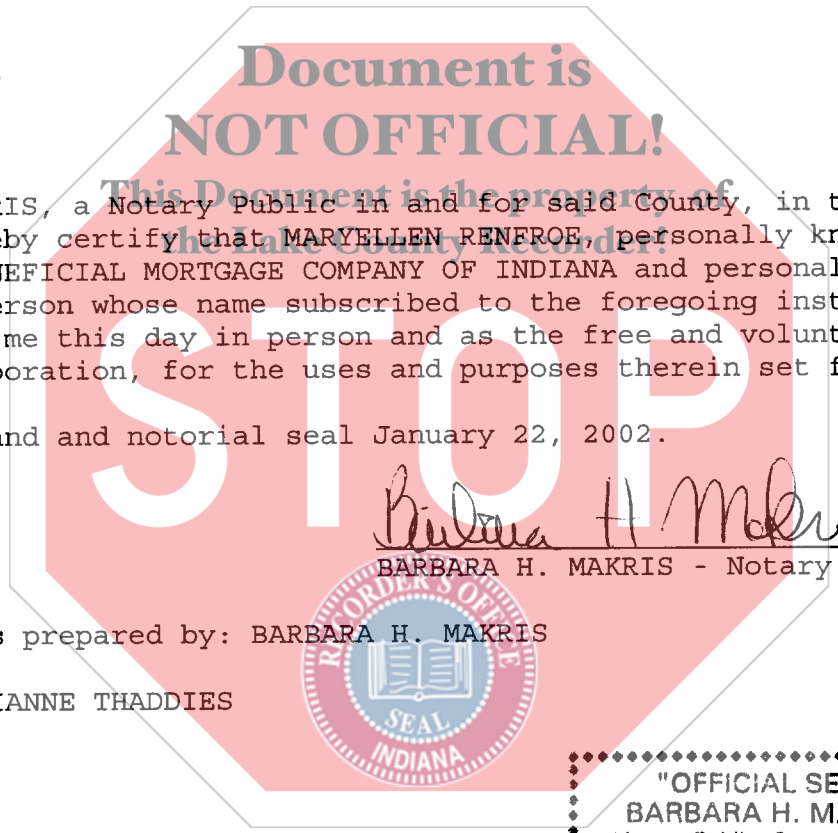 Document is
NOT OFFICIAL!
This Document is the property of
the Lake County Recorder!
KIS, a Notary Public in and for said County, in t
eby certify that MARYELLEN RENFROE, personally kn
NEFICIAL MORTGAGE COMPANY OF INDIANA and personal
erson whose name subscribed to the foregoing inst
me this day in person and as the free and volunt
poration, for the uses and purposes therein set f
and and notorial seal January 22, 2002.
STOP
Barbara H Makris
BARBARA H. MAKRIS - Notary
s prepared by: BARBARA H. MAKRIS
IANNE THADDIES
RECORDER'S OFFICE
SEAL
INDIANA
"OFFICIAL SE
BARBARA H. MA